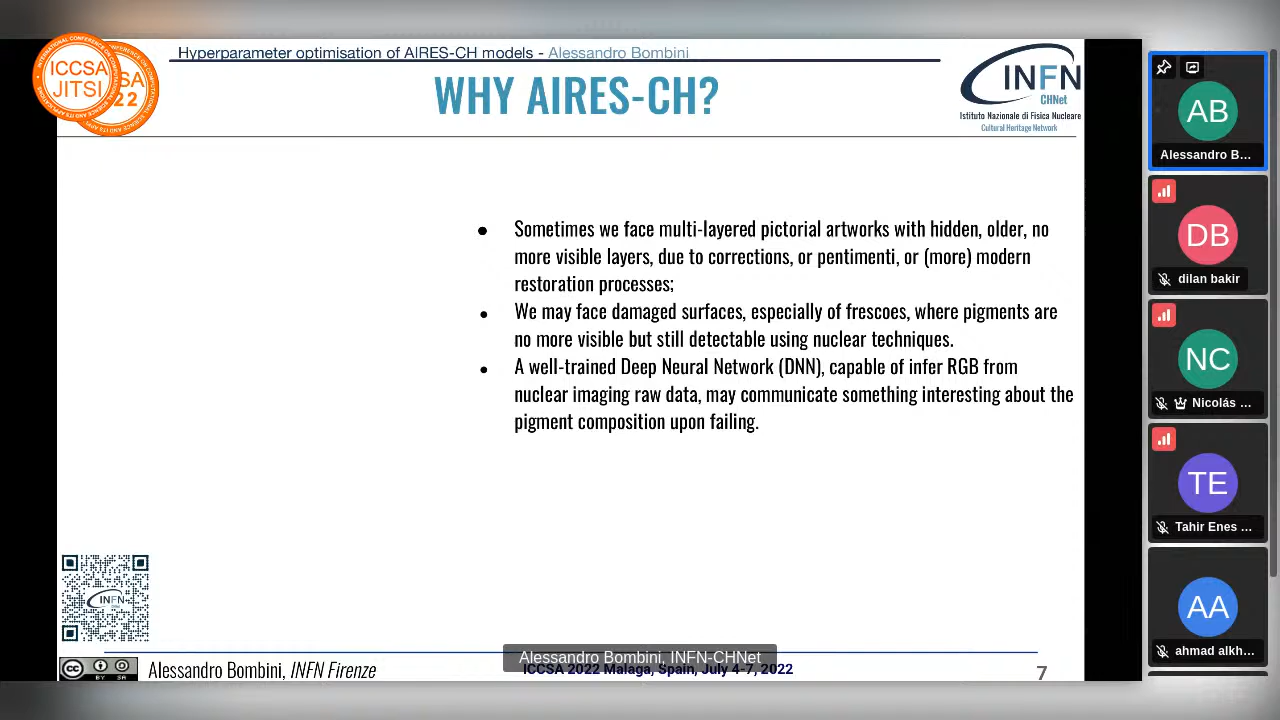 Hyperparameter optimisation of AIRES-CH models - Alessandro Bombini
ICCSA
JITSI
WHY AIRES-CH?
INFN
CHNet
Istituto Nazionale di Fisica Nucleare
Cultural Heritage Network
• Sometimes we face multi-layered pictorial artworks with hidden, older, no
more visible layers, due to corrections, or pentimenti, or (more) modern
restoration processes;
• We may face damaged surfaces, especially of frescoes, where pigments are
no more visible but still detectable using nuclear techniques.
• A well-trained Deep Neural Network (DNN), capable of infer RGB from
nuclear imaging raw data, may communicate something interesting about the
pigment composition upon failing.
INFN
CC BY SA
Alessandro Bombini, INFN Firenze
Alessandro Bombini, INFN-CHNet
ICCSA 2022 Malaga, Spain, July 4-7, 2022
7
AB
Alessandro B...
DB
dilan bakir
NC
Nicolás ...
TE
Tahir Enes ...
AA
ahmad alkh...